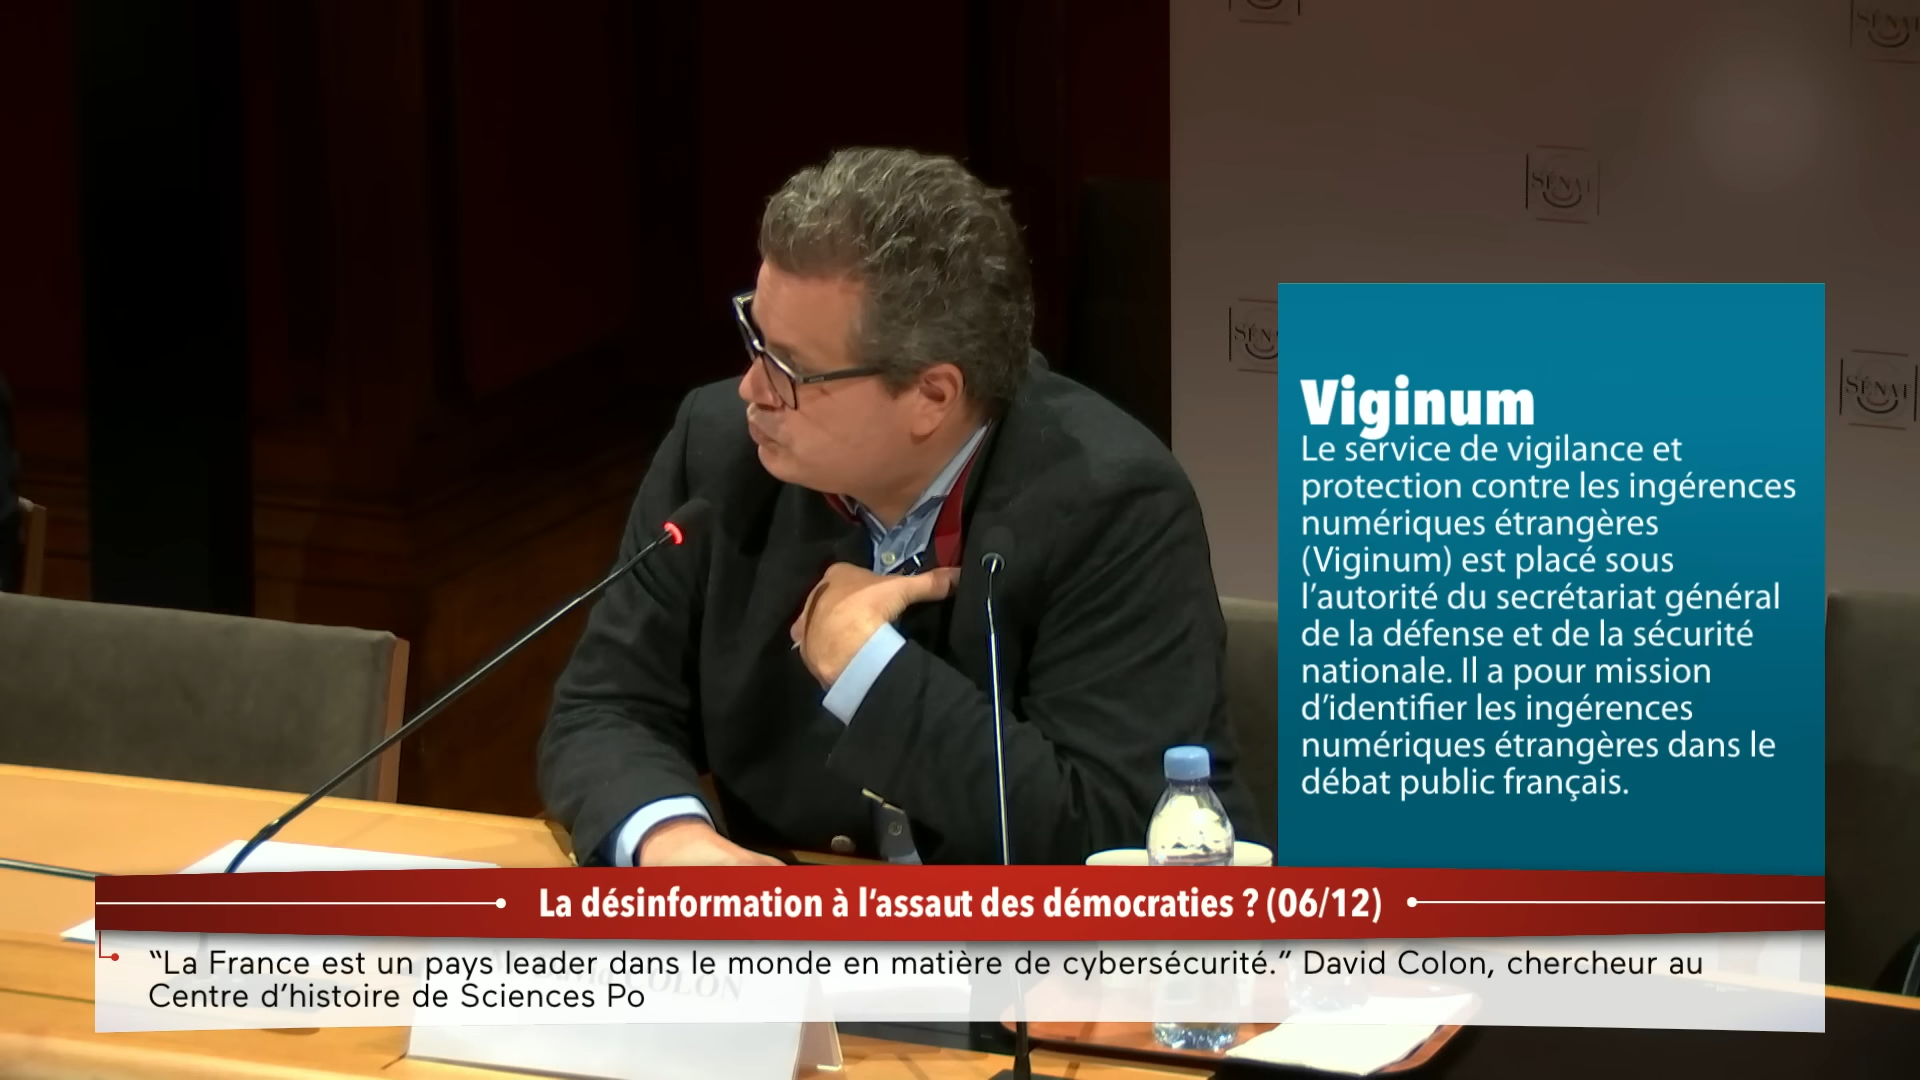 SÉNAT
SÉNAT
Viginum
Le service de vigilance et
protection contre les ingérences
numériques étrangères
(Viginum) est placé sous
l’autorité du secrétariat général
de la défense et de la sécurité
nationale. Il a pour mission
d’identifier les ingérences
numériques étrangères dans le
débat public français.
La désinformation à l’assaut des démocraties ? (06/12)
“La France est un pays leader dans le monde en matière de cybersécurité.” David Colon, chercheur au
Centre d’histoire de Sciences Po
COLON